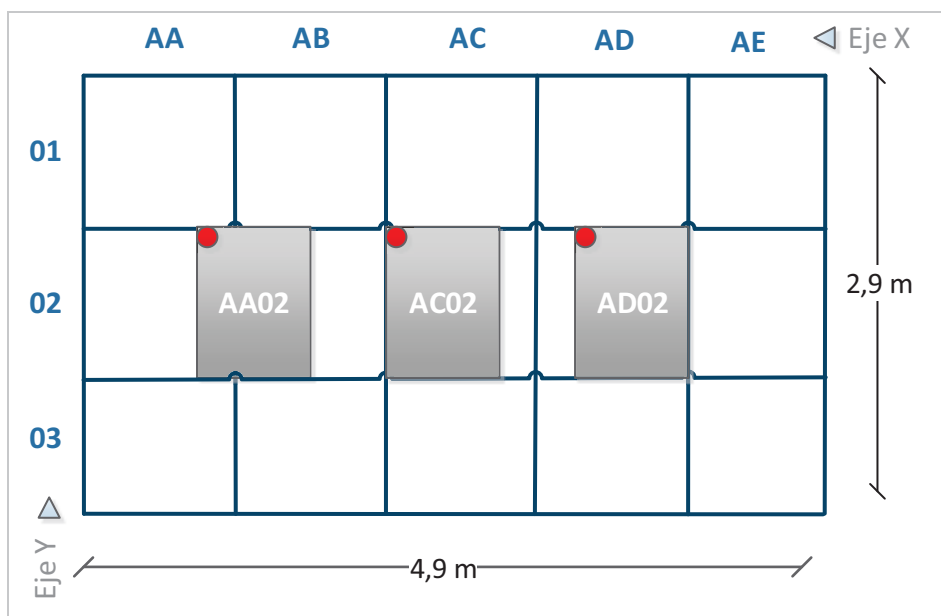 AA AB AC AD AE Eje X
01
02
03
AA02 AC02 AD02
2,9 m
Eje Y
4,9 m